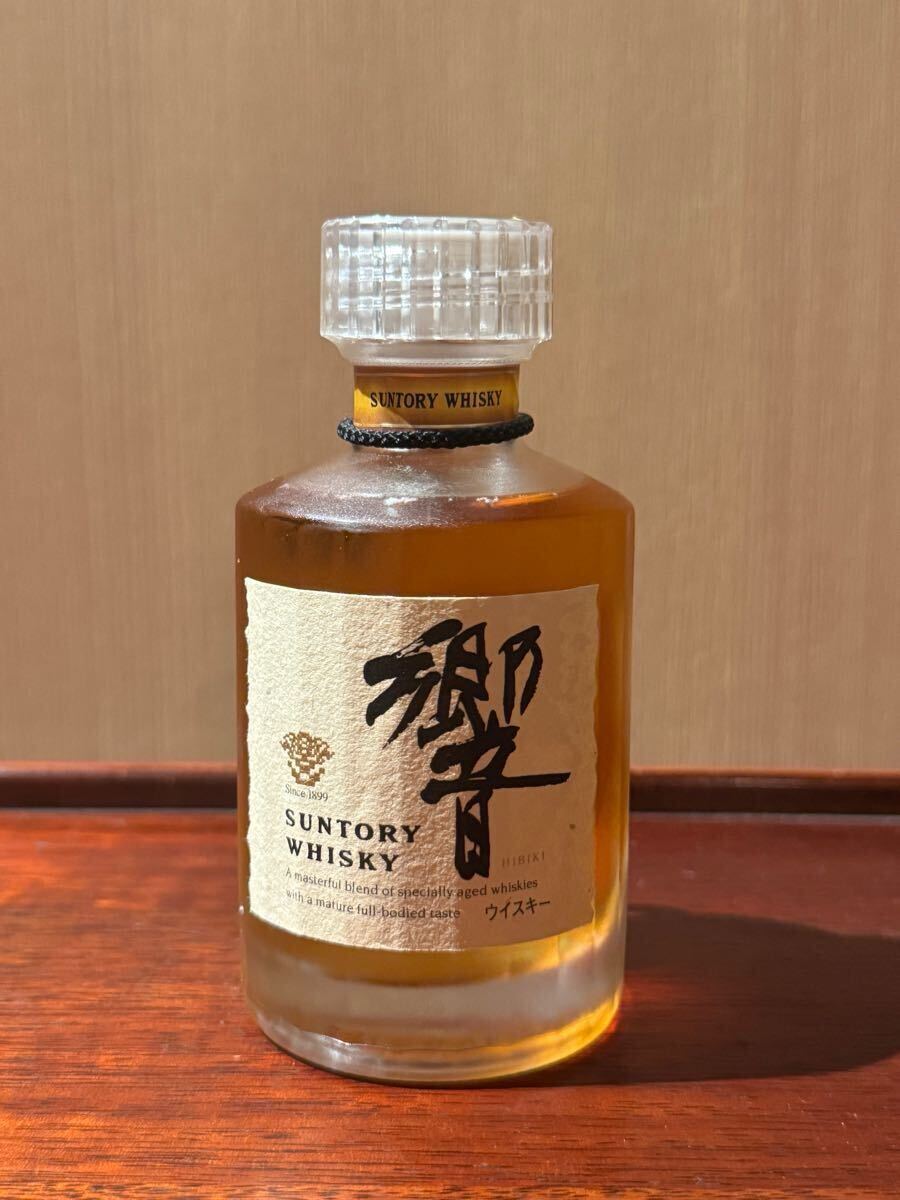 SUNTORY WHISKY
響
Since 1899
SUNTORY
WHISKY
HIBIKI
A masterful blend of specially aged whiskies
with a mature full-bodied taste
ウイスキー